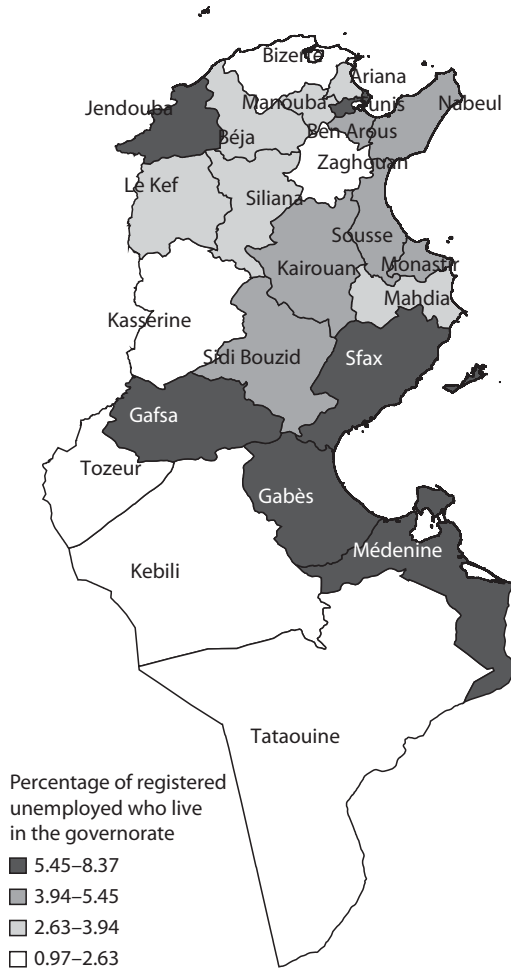 Bizerte
Ariana
Jendouba
Manouba
Tunis
Nabeul
Béja
Ben Arous
Zaghouan
Le Kef
Siliana
Sousse
Kairouan
Monastir
Mahdia
Kasserine
Sidi Bouzid
Sfax
Gafsa
Tozeur
Gabès
Médenine
Kebili
Tataouine
Percentage of registered
unemployed who live
in the governorate
5.45–8.37
3.94–5.45
2.63–3.94
0.97–2.63